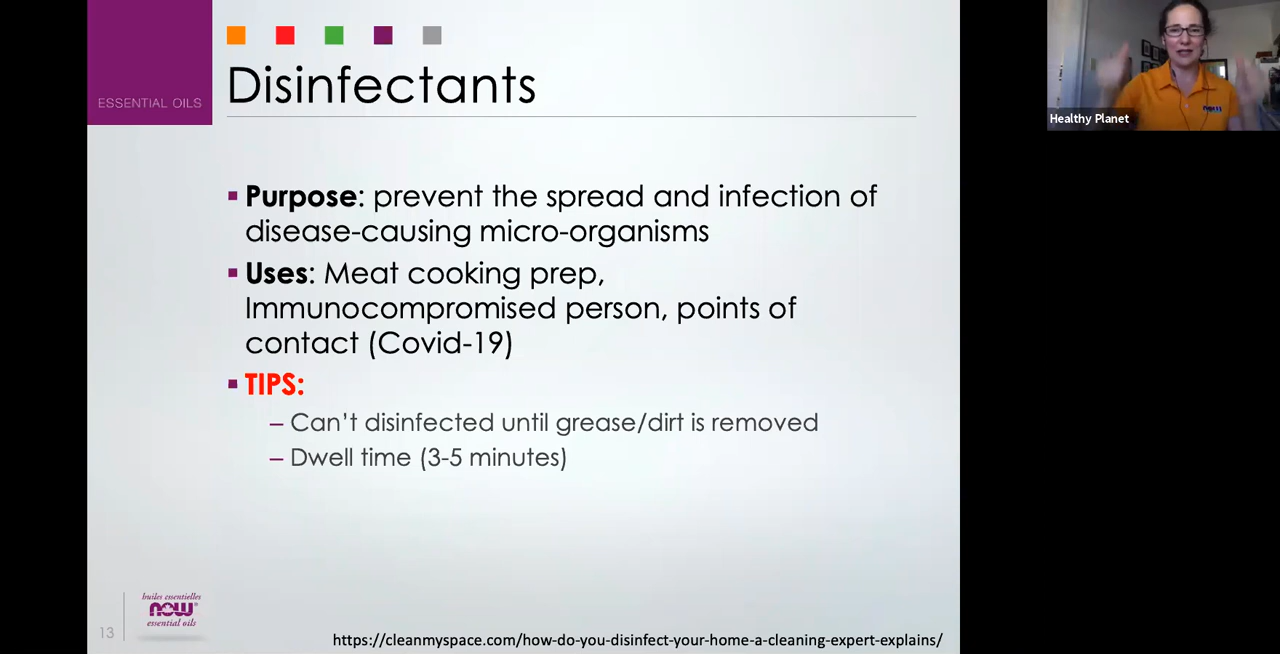 ESSENTIAL OILS
Disinfectants
Purpose: prevent the spread and infection of
disease-causing micro-organisms
Uses: Meat cooking prep,
Immunocompromised person, points of
contact (Covid-19)
TIPS:
– Can’t disinfected until grease/dirt is removed
– Dwell time (3-5 minutes)
13
huiles essentielles
NOW®
essential oils
https://cleanmyspace.com/how-do-you-disinfect-your-home-a-cleaning-expert-explains/
Healthy Planet